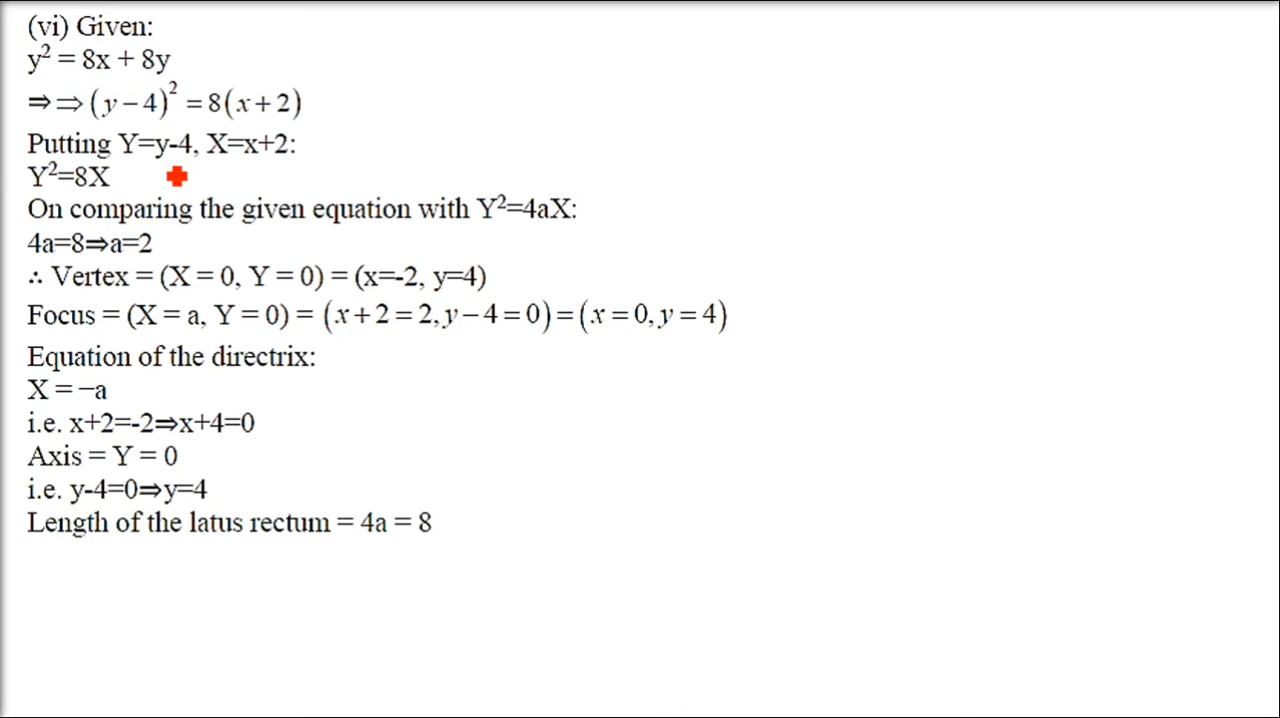 (vi) Given:
y² = 8x + 8y
⇒⇒(y−4)² = 8(x+2)
Putting Y=y-4, X=x+2:
Y²=8X
On comparing the given equation with Y²=4aX:
4a=8⇒a=2
∴ Vertex = (X = 0, Y = 0) = (x=-2, y=4)
Focus = (X = a, Y = 0) = (x+2=2, y−4=0)=(x=0, y=4)
Equation of the directrix:
X = −a
i.e. x+2=-2⇒x+4=0
Axis = Y = 0
i.e. y-4=0⇒y=4
Length of the latus rectum = 4a = 8